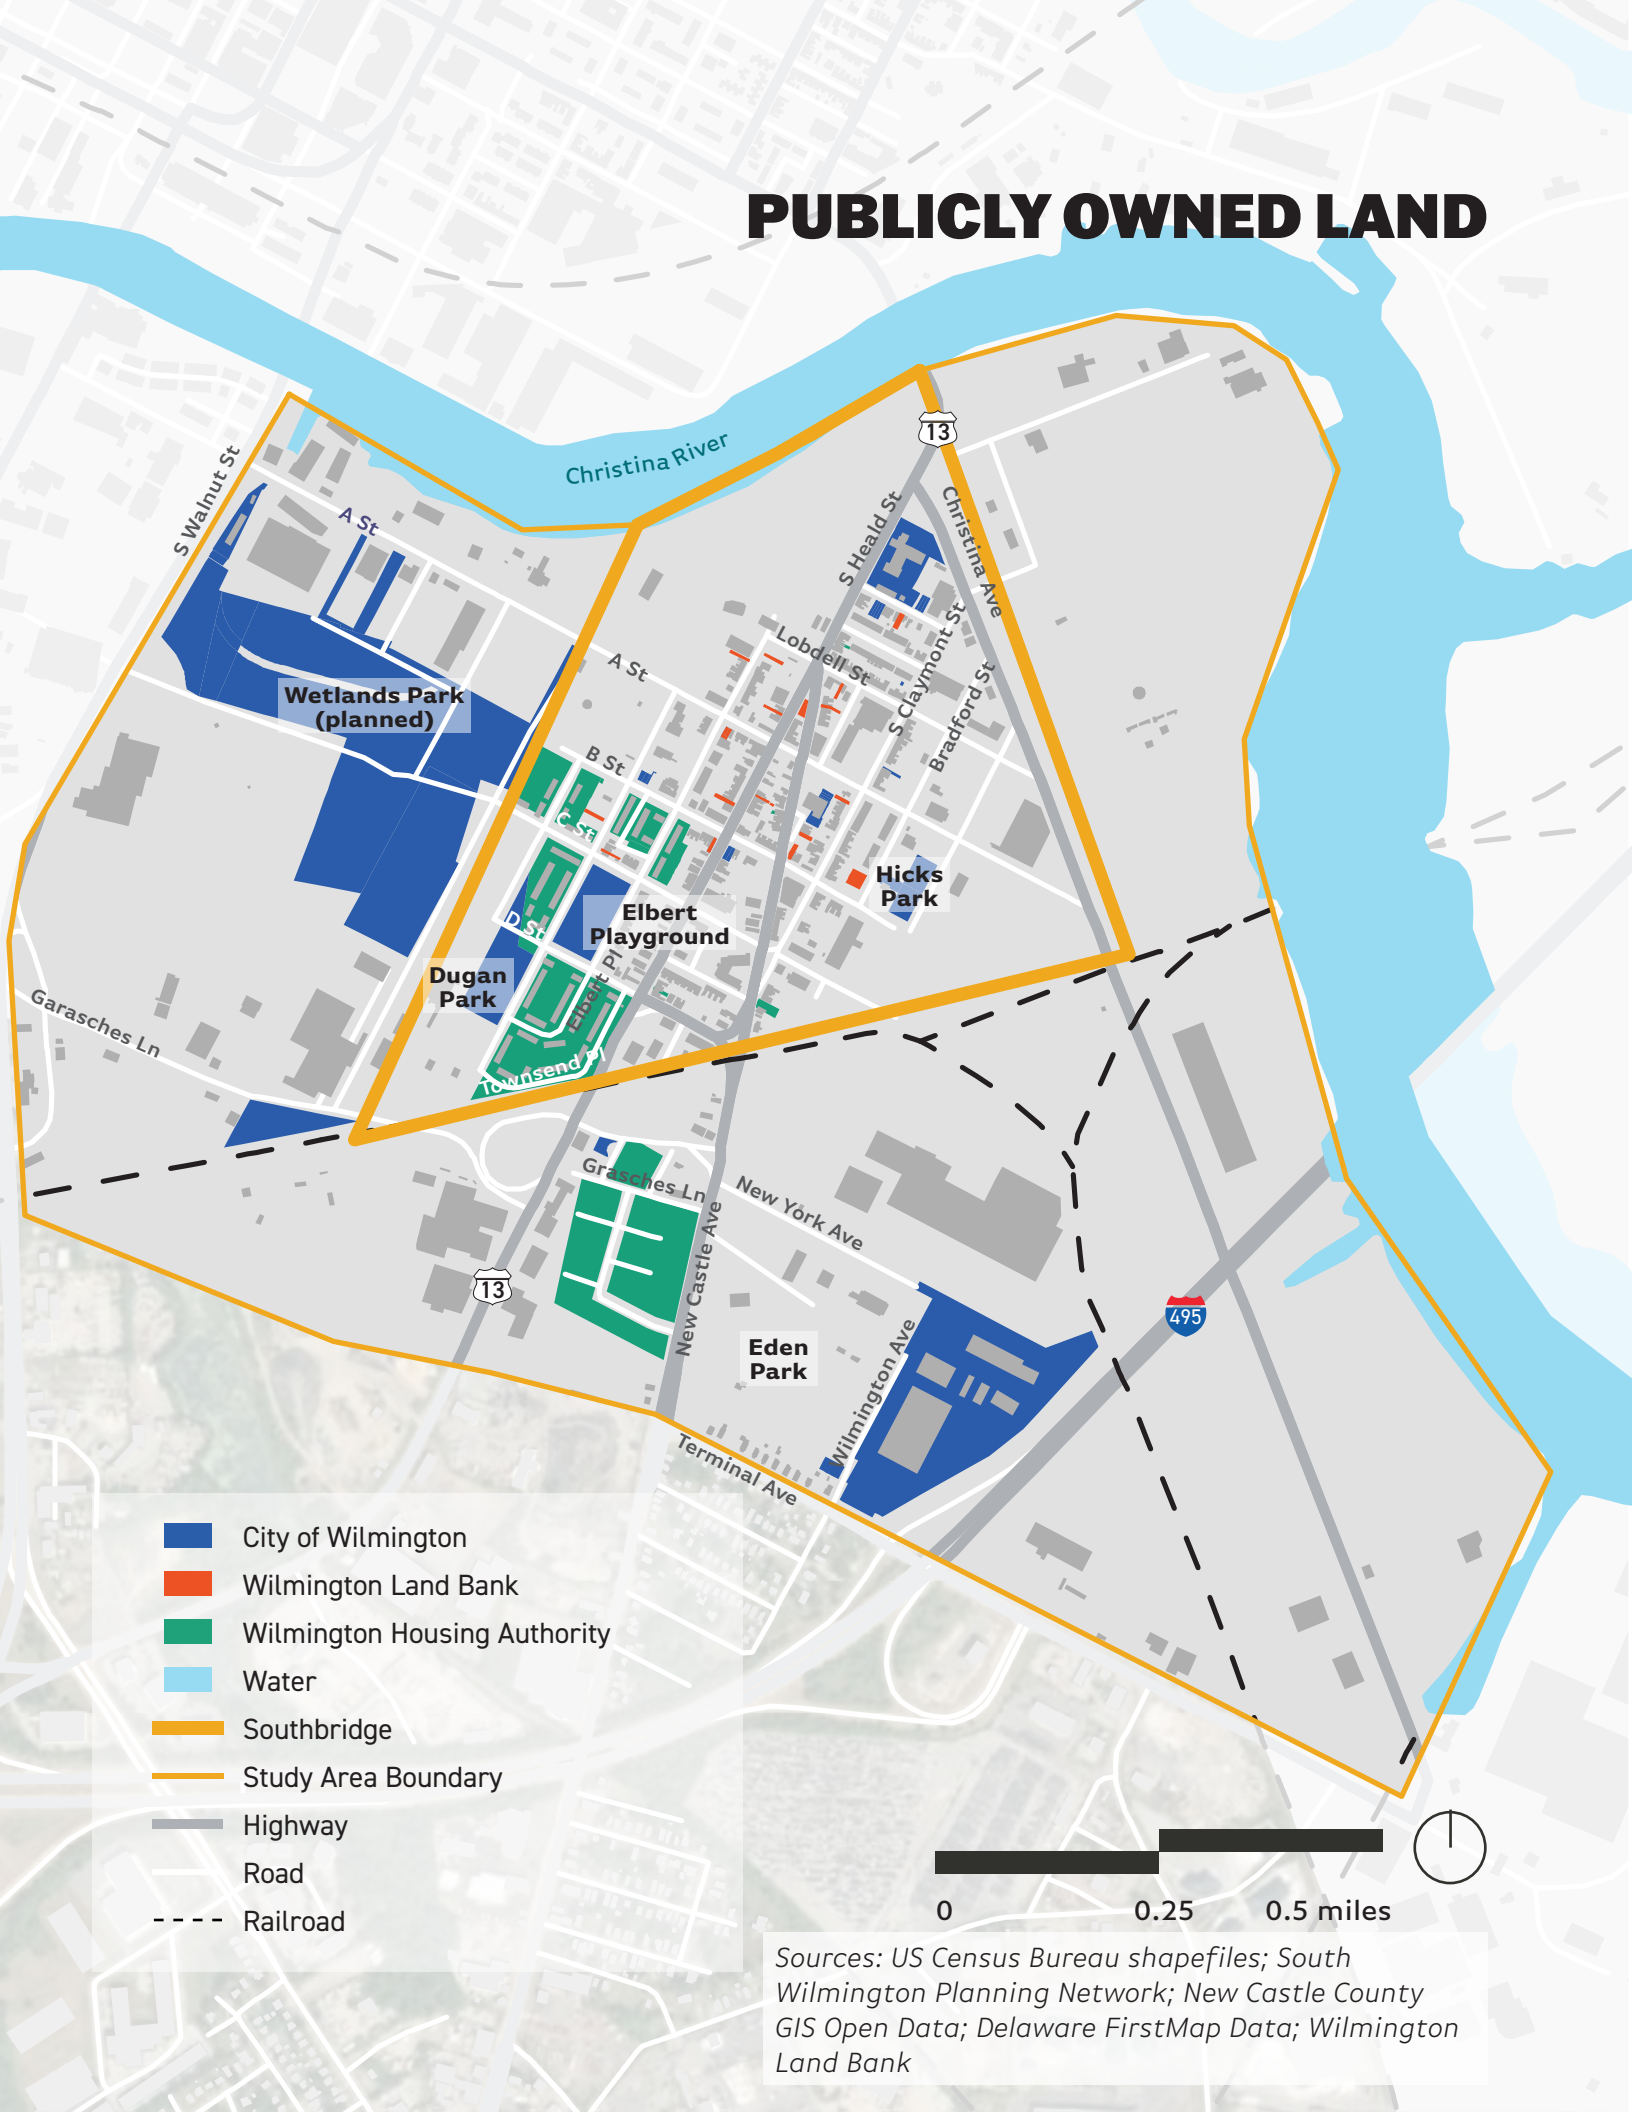 PUBLICLY OWNED LAND
Christina River
13
S Walnut St
A St
S Heald St
Christina Ave
Lobdell St
A St
S Claymont St
Bradford St
Wetlands Park
(planned)
B St
C St
Hicks
Park
Elbert
Playground
D St
Dugan
Park
Elbert Pl
Garasches Ln
Townsend Pl
Grasches Ln
New York Ave
New Castle Ave
13
495
Eden
Park
Wilmington Ave
Terminal Ave
City of Wilmington
Wilmington Land Bank
Wilmington Housing Authority
Water
Southbridge
Study Area Boundary
Highway
Road
Railroad
0 0.25 0.5 miles
Sources: US Census Bureau shapefiles; South
Wilmington Planning Network; New Castle County
GIS Open Data; Delaware FirstMap Data; Wilmington
Land Bank